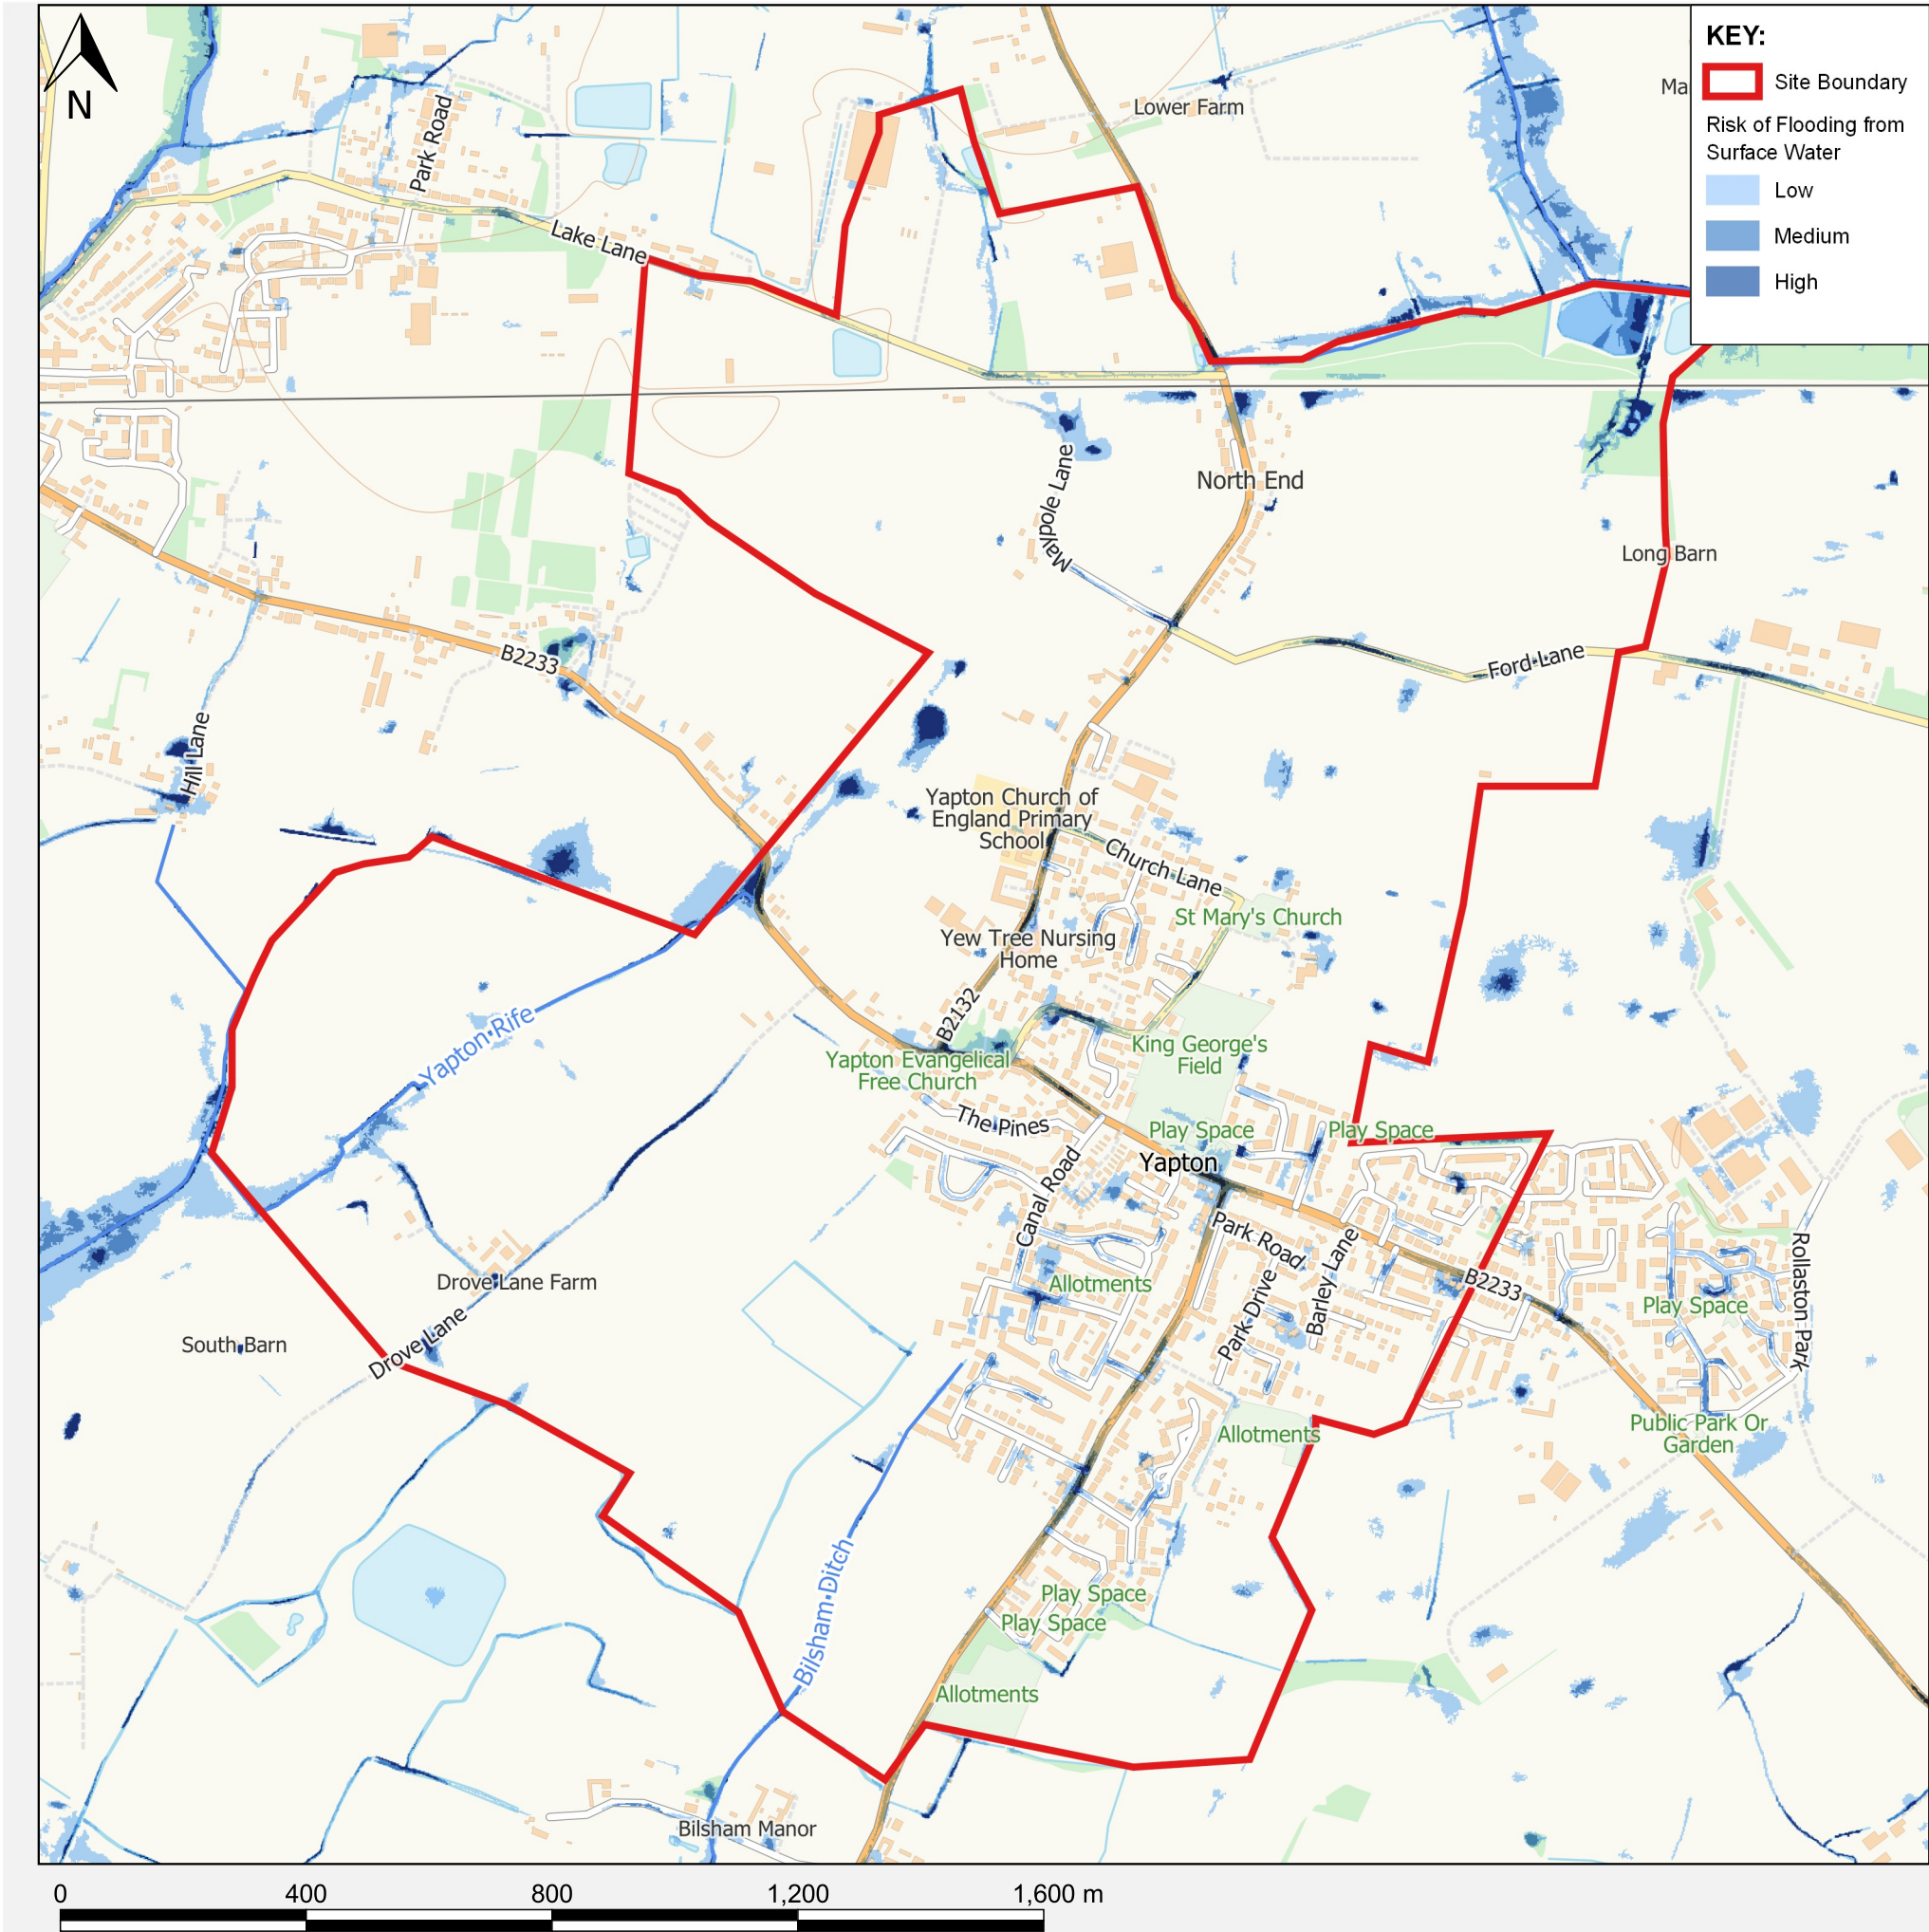 N
KEY:
Site Boundary
Risk of Flooding from
Surface Water
Low
Medium
High
Ma
Lower Farm
Park Road
Lake Lane
North End
Maypole Lane
Long Barn
B2233
Ford Lane
Hill Lane
Yapton Church of
England Primary
School
Church Lane
St Mary's Church
Yew Tree Nursing
Home
B2132
Yapton Rife
King George's
Field
Yapton Evangelical
Free Church
The Pines
Play Space
Play Space
Yapton
Canal Road
Park Road
Barley Lane
B2233
Rollaston Park
Drove Lane Farm
Allotments
Park Drive
Play Space
South Barn
Drove Lane
Allotments
Public Park Or
Garden
Bilsham Ditch
Play Space
Play Space
Allotments
Bilsham Manor
0 400 800 1,200 1,600 m